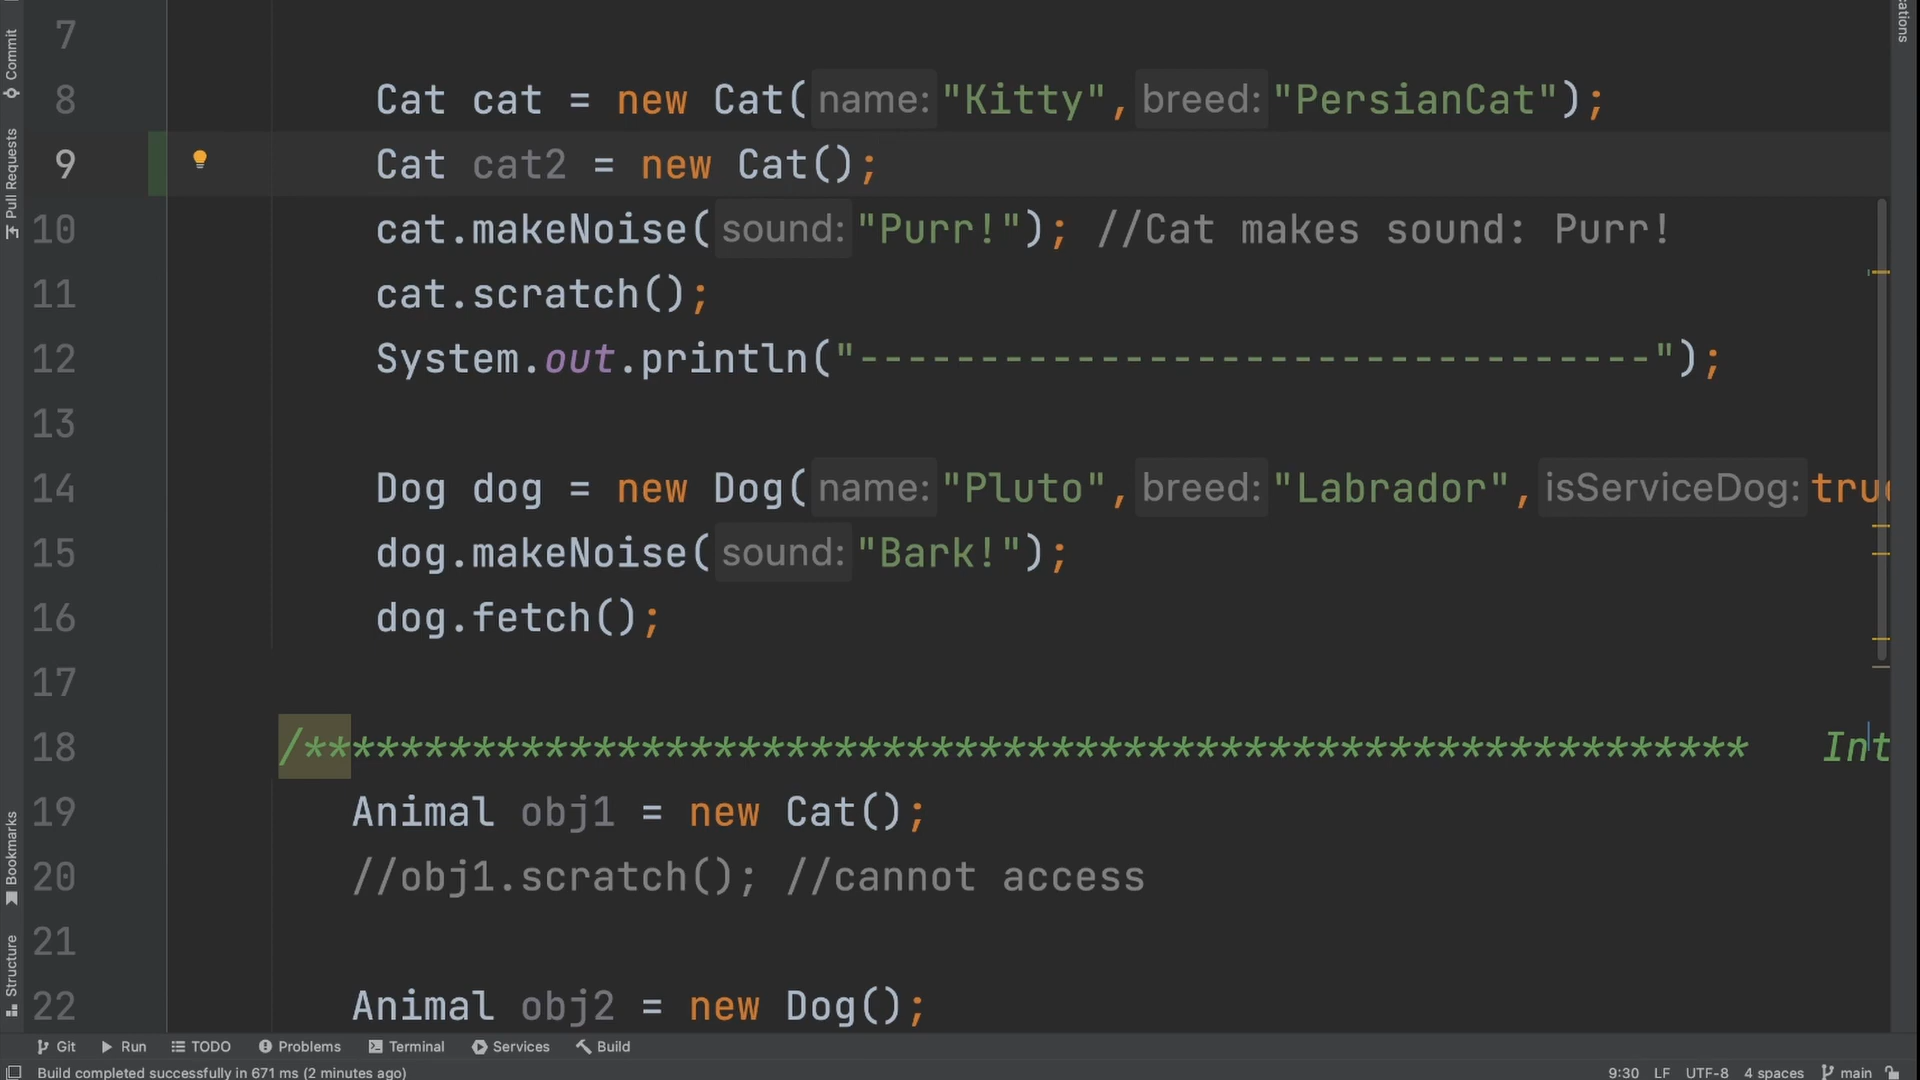 Commit
Pull Requests
Bookmarks
Structure
7
8 Cat cat = new Cat( name: "Kitty", breed: "PersianCat");
9 Cat cat2 = new Cat();
10 cat.makeNoise( sound: "Purr!"); //Cat makes sound: Purr!
11 cat.scratch();
12 System.out.println("---------------------------------");
13
14 Dog dog = new Dog( name: "Pluto", breed: "Labrador", isServiceDog: true
15 dog.makeNoise( sound: "Bark!");
16 dog.fetch();
17
18 /************************************************************ Int
19 Animal obj1 = new Cat();
20 //obj1.scratch(); //cannot access
21
22 Animal obj2 = new Dog();
Git Run TODO Problems Terminal Services Build
Build completed successfully in 671 ms (2 minutes ago) 9:30 LF UTF-8 4 spaces main